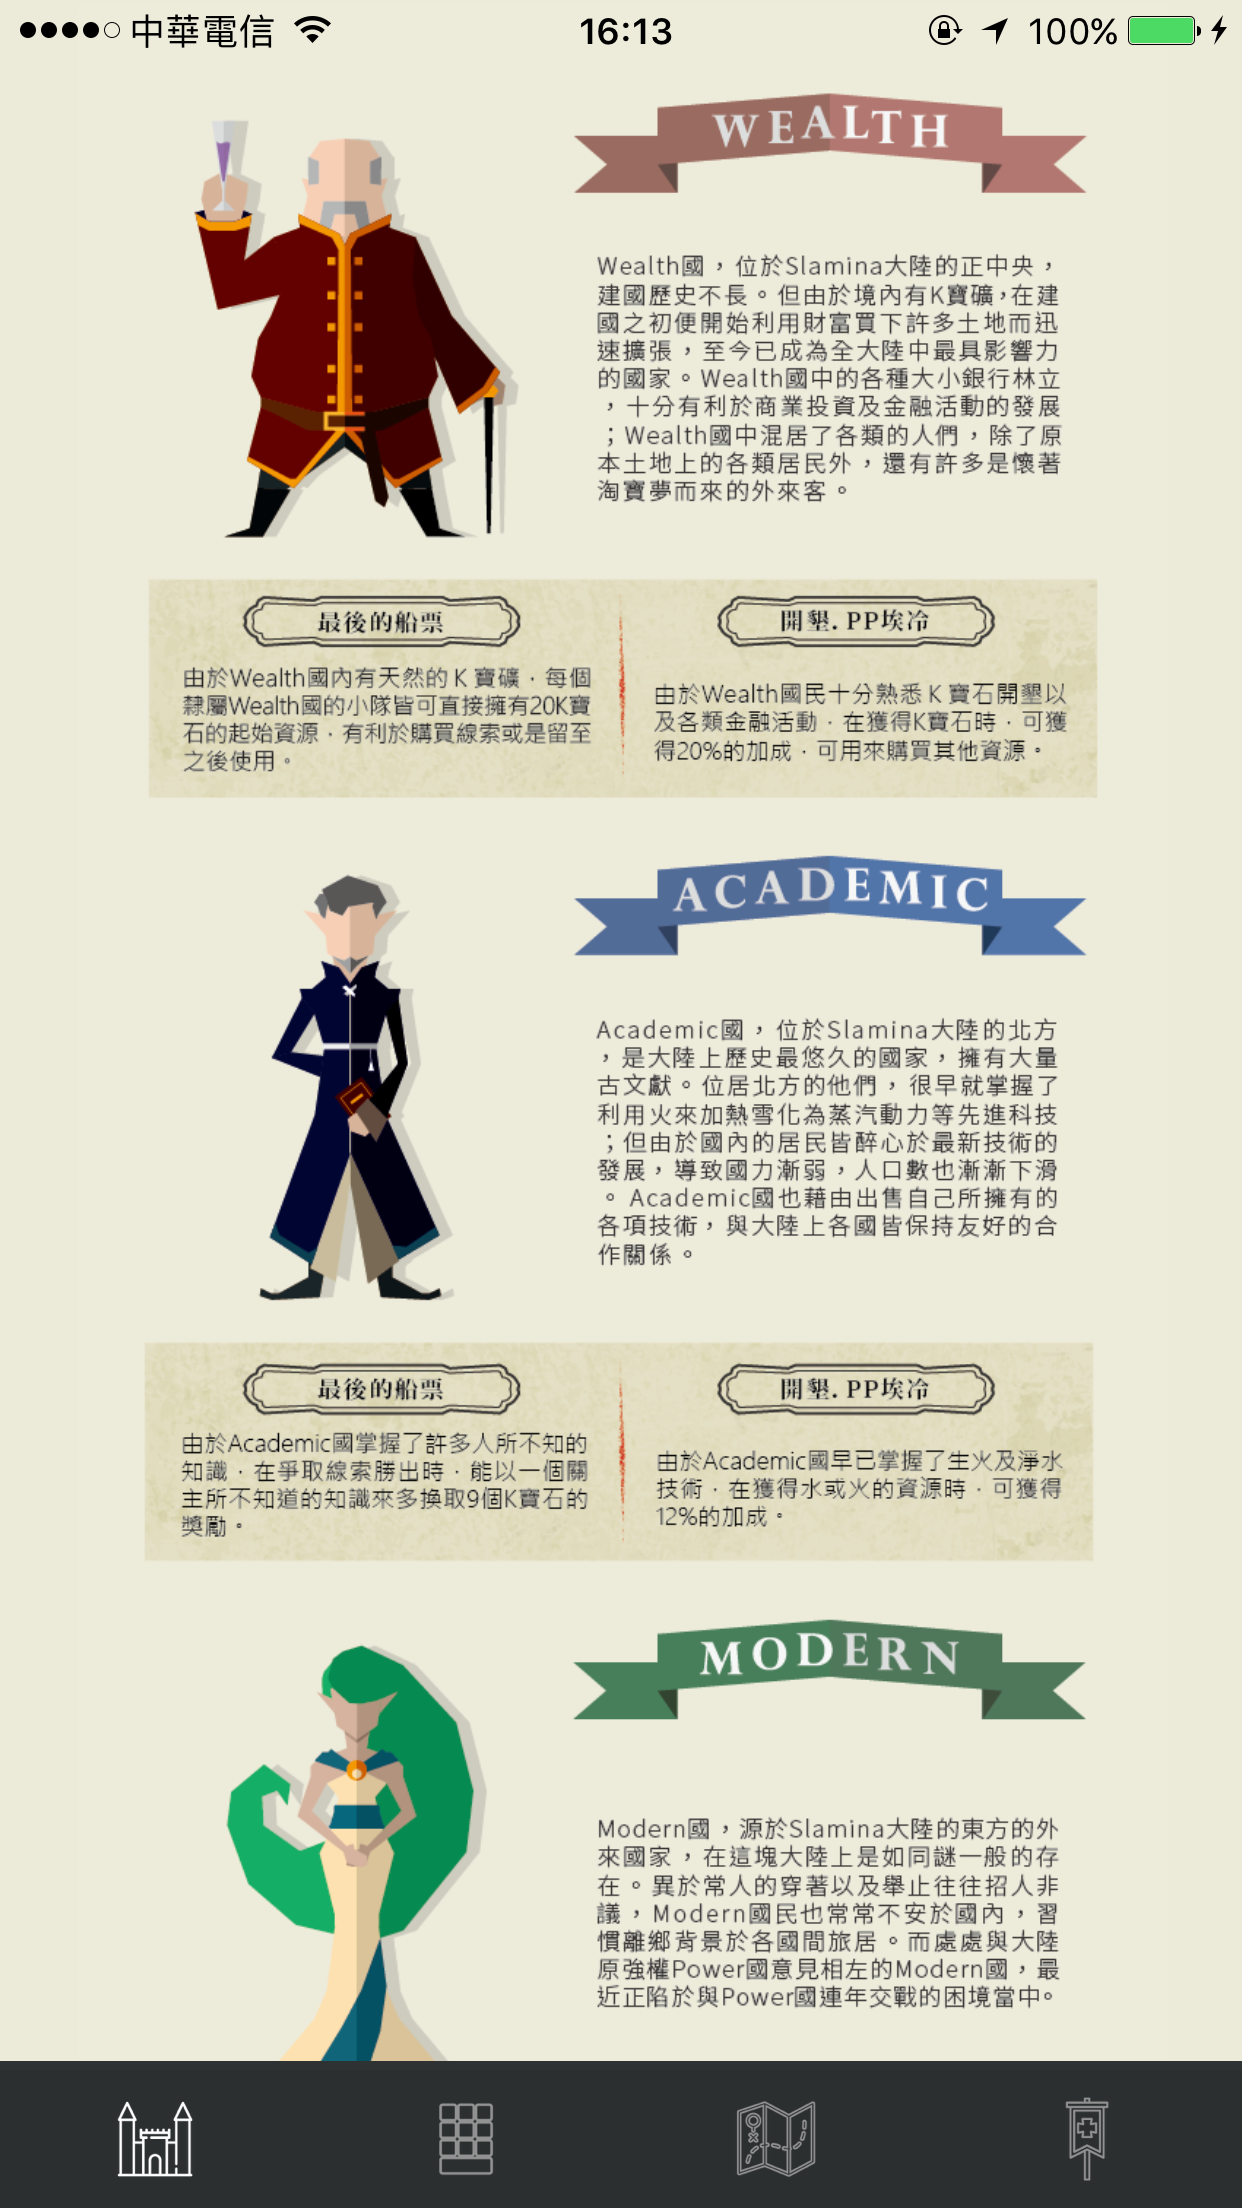 中華電信
16:13
100%
WEALTH
Wealth國，位於Slamina大陸的正中央，
建國歷史不長。但由於境內有K寶礦，在建
國之初便開始利用財富買下許多土地而迅
速擴張，至今已成為全大陸中最具影響力
的國家。Wealth國中的各種大小銀行林立
，十分有利於商業投資及金融活動的發展
；Wealth國中混居了各類的人們，除了原
本土地上的各類居民外，還有許多是懷著
淘寶夢而來的外來客。
最後的船票
由於Wealth國內有天然的K寶礦，每個
隸屬Wealth國的小隊皆可直接擁有20K寶
石的起始資源，有利於購買線索或是留至
之後使用。
開墾. PP埃冷
由於Wealth國民十分熟悉K寶石開墾以
及各類金融活動，在獲得K寶石時，可獲
得20%的加成，可用來購買其他資源。
ACADEMIC
Academic國，位於Slamina大陸的北方
，是大陸上歷史最悠久的國家，擁有大量
古文獻。位居北方的他們，很早就掌握了
利用火來加熱雪化為蒸汽動力等先進科技
；但由於國內的居民皆醉心於最新技術的
發展，導致國力漸弱，人口數也漸漸下滑
。Academic國也藉由出售自己所擁有的
各項技術，與大陸上各國皆保持友好的合
作關係。
最後的船票
由於Academic國掌握了許多人所不知的
知識，在爭取線索勝出時，能以一個關
主所不知道的知識來多換取9個K寶石的
獎勵。
開墾. PP埃冷
由於Academic國早已掌握了生火及淨水
技術，在獲得水或火的資源時，可獲得
12%的加成。
MODERN
Modern國，源於Slamina大陸的東方的外
來國家，在這塊大陸上是如同謎一般的存
在。異於常人的穿著以及舉止往往招人非
議，Modern國民也常常不安於國內，習
慣離鄉背景於各國間旅居。而處處與大陸
原強權Power國意見相左的Modern國，最
近正陷於與Power國連年交戰的困境當中。